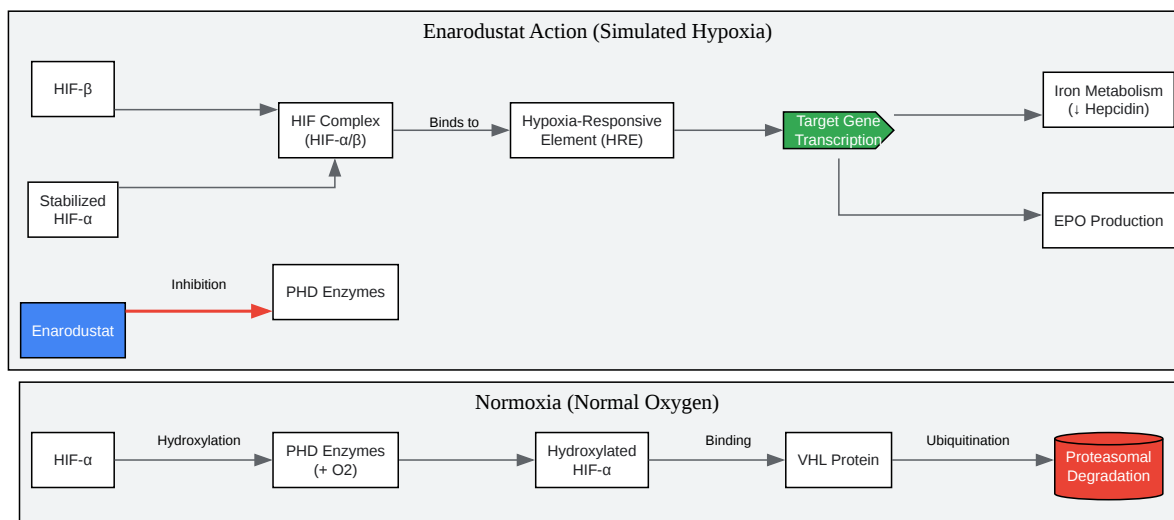 Enarodustat Action (Simulated Hypoxia)
HIF-β
HIF Complex
(HIF-α/β)
Binds to
Hypoxia-Responsive
Element (HRE)
Target Gene
Transcription
Iron Metabolism
(↓ Hepcidin)
Stabilized
HIF-α
EPO Production
Inhibition
PHD Enzymes
Enarodustat
Normoxia (Normal Oxygen)
HIF-α
Hydroxylation
PHD Enzymes
(+ O2)
Hydroxylated
HIF-α
Binding
VHL Protein
Ubiquitination
Proteasomal
Degradation